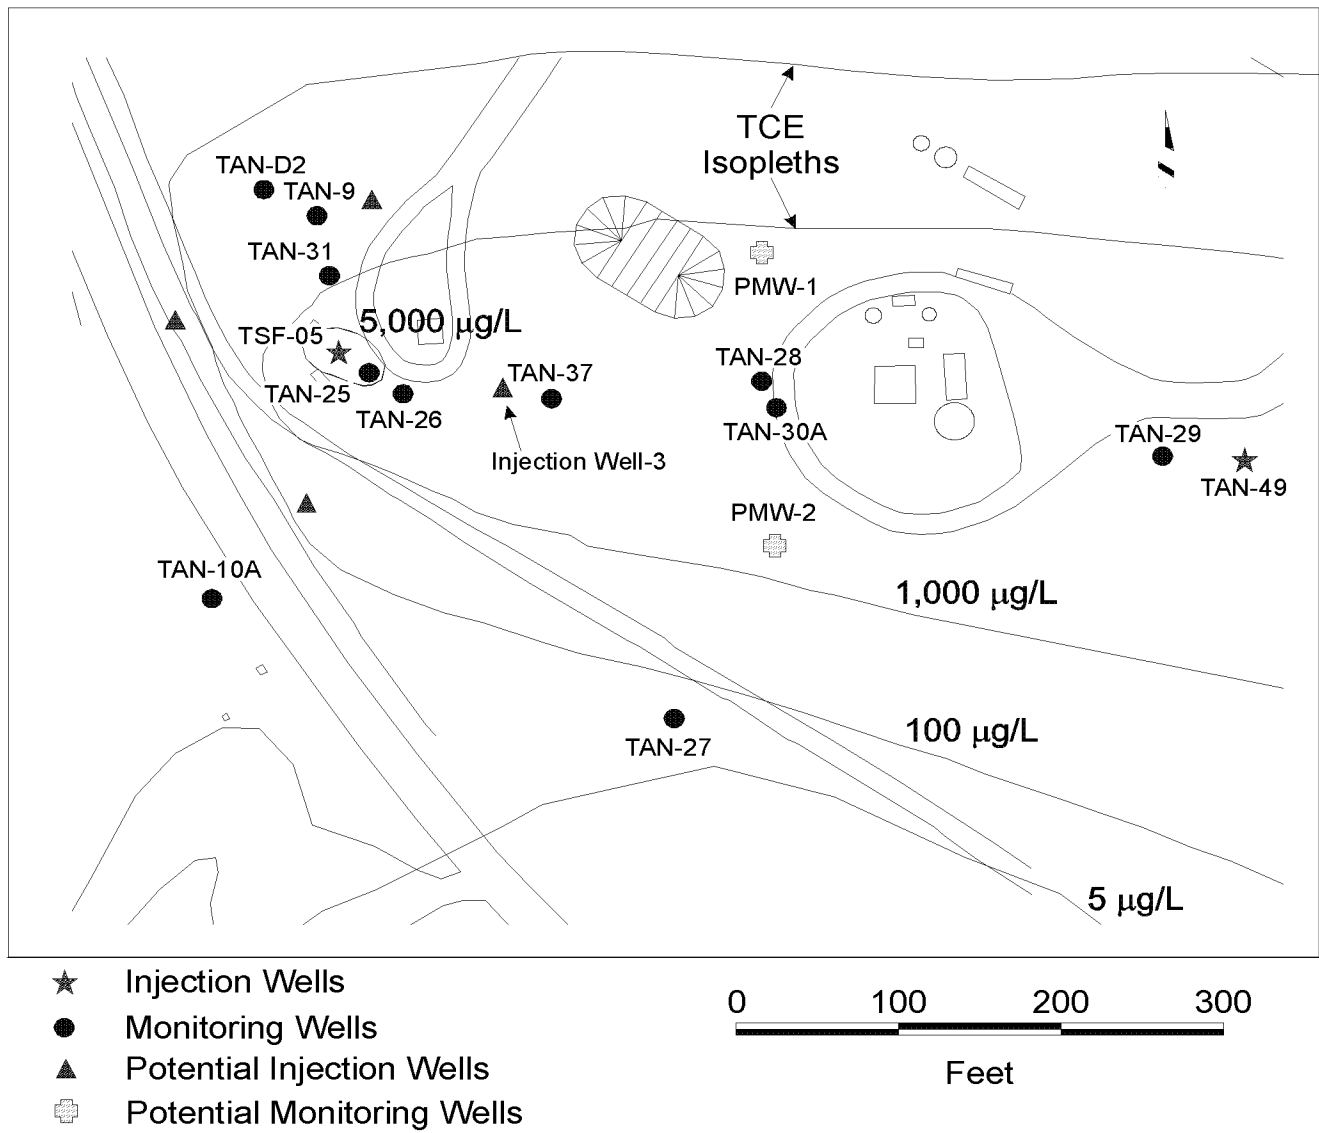 TCE
Isopleths
TAN-D2
TAN-9
TAN-31
PMW-1
5,000 µg/L
TSF-05
TAN-28
TAN-37
TAN-25
TAN-26
TAN-30A
TAN-29
Injection Well-3
TAN-49
PMW-2
TAN-10A
1,000 µg/L
100 µg/L
TAN-27
5 µg/L
Injection Wells
Monitoring Wells
Potential Injection Wells
Potential Monitoring Wells
0 100 200 300
Feet